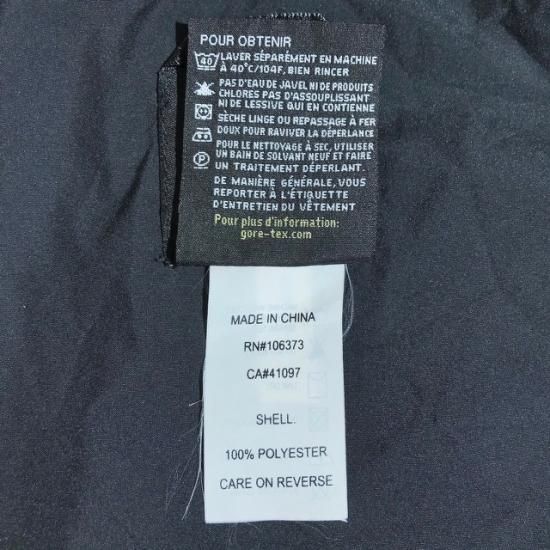 POUR OBTENIR
LAVER SÉPARÉMENT EN MACHINE
À 40°C/104F, BIEN RINCER
PAS D'EAU DE JAVEL NI DE PRODUITS
CHLORES PAS D'ASSOUPLISSANT
NI DE LESSIVE QUI EN CONTIENNE
SÈCHE LINGE OU REPASSAGE À FER
DOUX POUR RAVIVER LA DÉPERLANCE
POUR LE NETTOYAGE À SEC, UTILISER
UN BAIN DE SOLVANT NEUF ET FAIRE
UN TRAITEMENT DÉPERLANT.
DE MANIÈRE GÉNÉRALE, VOUS
REPORTER À L'ÉTIQUETTE
D'ENTRETIEN DU VÊTEMENT
Pour plus d'information:
gore-tex.com
MADE IN CHINA
RN#106373
CA#41097
SHELL.
100% POLYESTER
CARE ON REVERSE